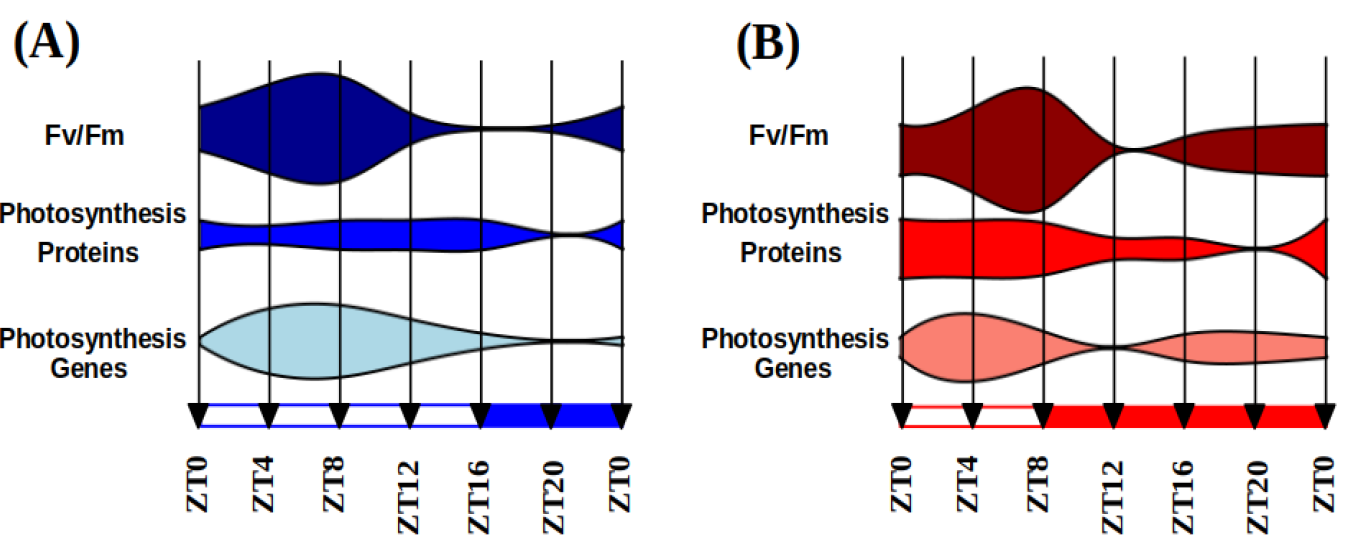 (A)
Fv/Fm
Photosynthesis
Proteins
Photosynthesis
Genes
ZT0
ZT4
ZT8
ZT12
ZT16
ZT20
ZT0
(B)
Fv/Fm
Photosynthesis
Proteins
Photosynthesis
Genes
ZT0
ZT4
ZT8
ZT12
ZT16
ZT20
ZT0